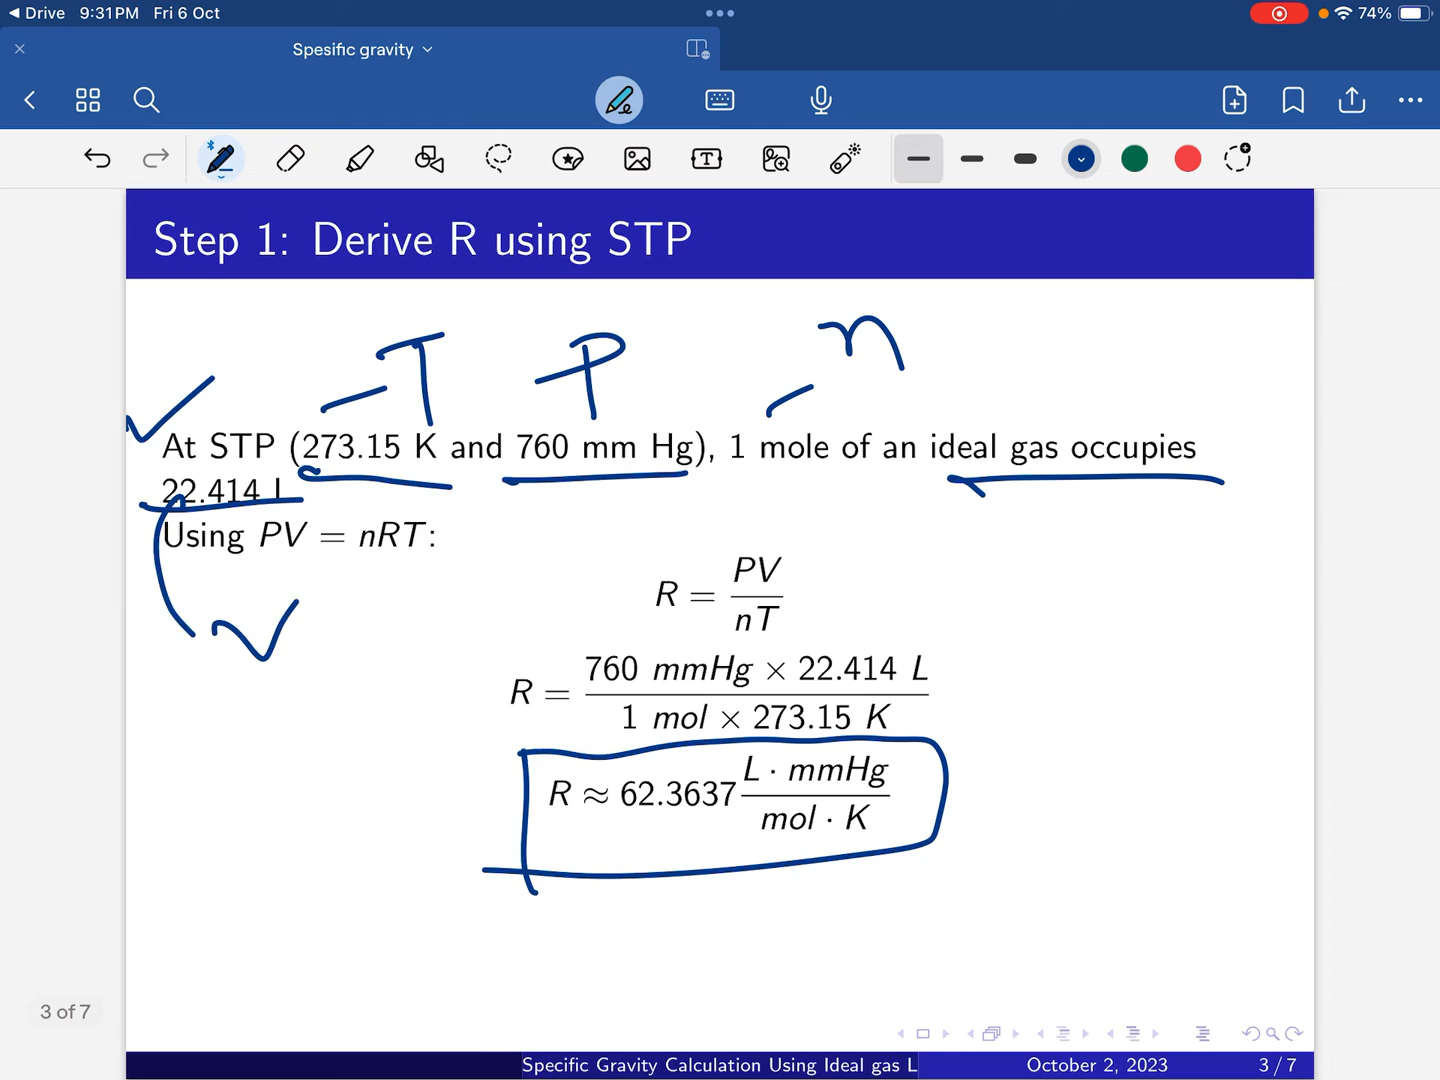 Drive 9:31PM Fri 6 Oct 74%
Spesific gravity
Step 1: Derive R using STP
T P n
At STP (273.15 K and 760 mm Hg), 1 mole of an ideal gas occupies
22.414 L
Using PV = nRT:
R = PV / nT
R = 760 mmHg × 22.414 L / 1 mol × 273.15 K
R ≈ 62.3637 L · mmHg / mol · K
3 of 7
Specific Gravity Calculation Using Ideal gas L October 2, 2023 3 / 7